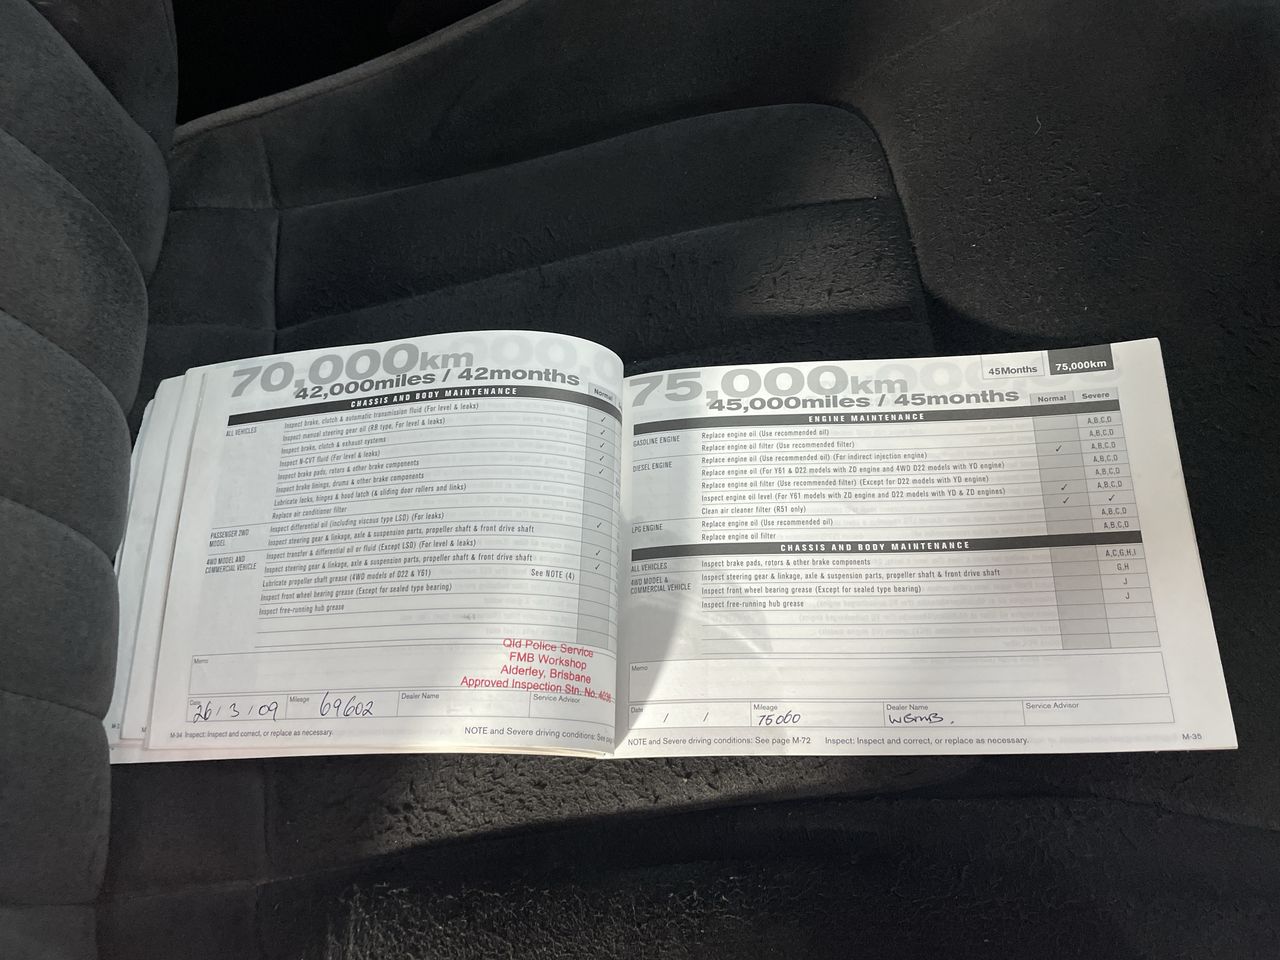 70,000km
42,000miles / 42months
Normal
CHASSIS AND BODY MAINTENANCE
ALL VEHICLES
Inspect brake, clutch & automatic transmission fluid (For level & leaks)
Inspect manual steering gear oil (RB type, For level & leaks)
Inspect brake, clutch & exhaust systems
Inspect N-CVT fluid (For level & leaks)
Inspect brake pads, rotors & other brake components
Inspect brake linings, drums & other brake components
Lubricate locks, hinges & hood latch (& sliding door rollers and links)
Replace air conditioner filter
PASSENGER 2WD MODEL
Inspect differential oil (including viscous type LSD) (For leaks)
Inspect steering gear & linkage, axle & suspension parts, propeller shaft & front drive shaft
4WD MODEL AND COMMERCIAL VEHICLE
Inspect transfer & differential oil or fluid (Except LSD) (For level & leaks)
Inspect steering gear & linkage, axle & suspension parts, propeller shaft & front drive shaft
Lubricate propeller shaft grease (4WD models of D22 & Y61) See NOTE (4)
Inspect front wheel bearing grease (Except for sealed type bearing)
Inspect free-running hub grease
Qld Police Service
FMB Workshop
Alderley, Brisbane
Approved Inspection Stn. No.
Memo
Date 26/3/09 Mileage 69602 Dealer Name Service Advisor
M-34 Inspect: Inspect and correct, or replace as necessary. NOTE and Severe driving conditions: See
75,000km
45,000miles / 45months
45Months 75,000km
Normal Severe
ENGINE MAINTENANCE
GASOLINE ENGINE
Replace engine oil (Use recommended oil) A,B,C,D
Replace engine oil filter (Use recommended filter) A,B,C,D
DIESEL ENGINE
Replace engine oil (Use recommended oil) (For indirect injection engine) ✓ A,B,C,D
Replace engine oil (For Y61 & D22 models with ZD engine and 4WD D22 models with YD engine) A,B,C,D
Replace engine oil filter (Use recommended filter) (Except for D22 models with YD engine) A,B,C,D
Inspect engine oil level (For Y61 models with ZD engine and D22 models with YD & ZD engines) ✓ A,B,C,D
Clean air cleaner filter (R51 only) ✓ ✓
LPG ENGINE
Replace engine oil (Use recommended oil) A,B,C,D
Replace engine oil filter A,B,C,D
CHASSIS AND BODY MAINTENANCE
ALL VEHICLES
Inspect brake pads, rotors & other brake components A,C,G,H,I
4WD MODEL & COMMERCIAL VEHICLE
Inspect steering gear & linkage, axle & suspension parts, propeller shaft & front drive shaft G,H
Inspect front wheel bearing grease (Except for sealed type bearing) J
Inspect free-running hub grease J
Memo
Date / / Mileage 75060 Dealer Name WGMB. Service Advisor
NOTE and Severe driving conditions: See page M-72 Inspect: Inspect and correct, or replace as necessary. M-35